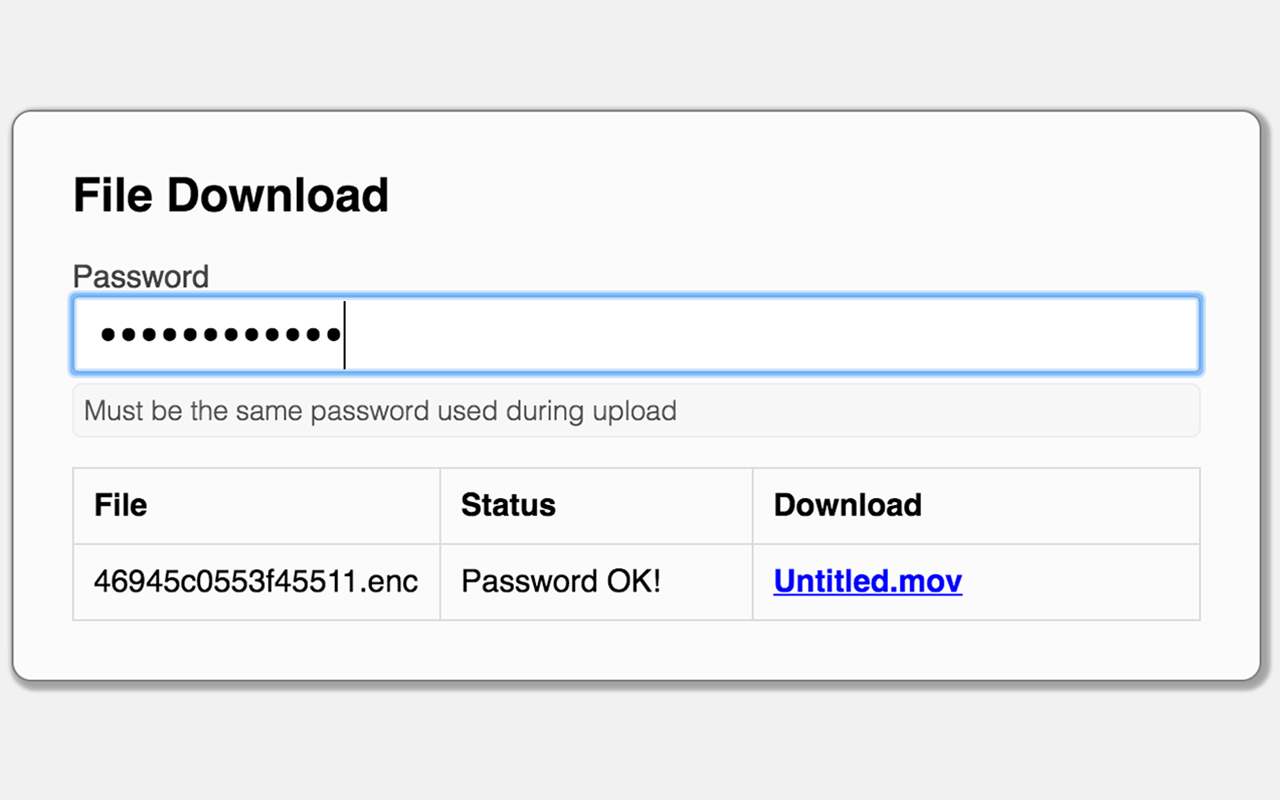 File Download
Password
••••••••••••
Must be the same password used during upload
File Status Download
46945c0553f45511.enc Password OK! Untitled.mov